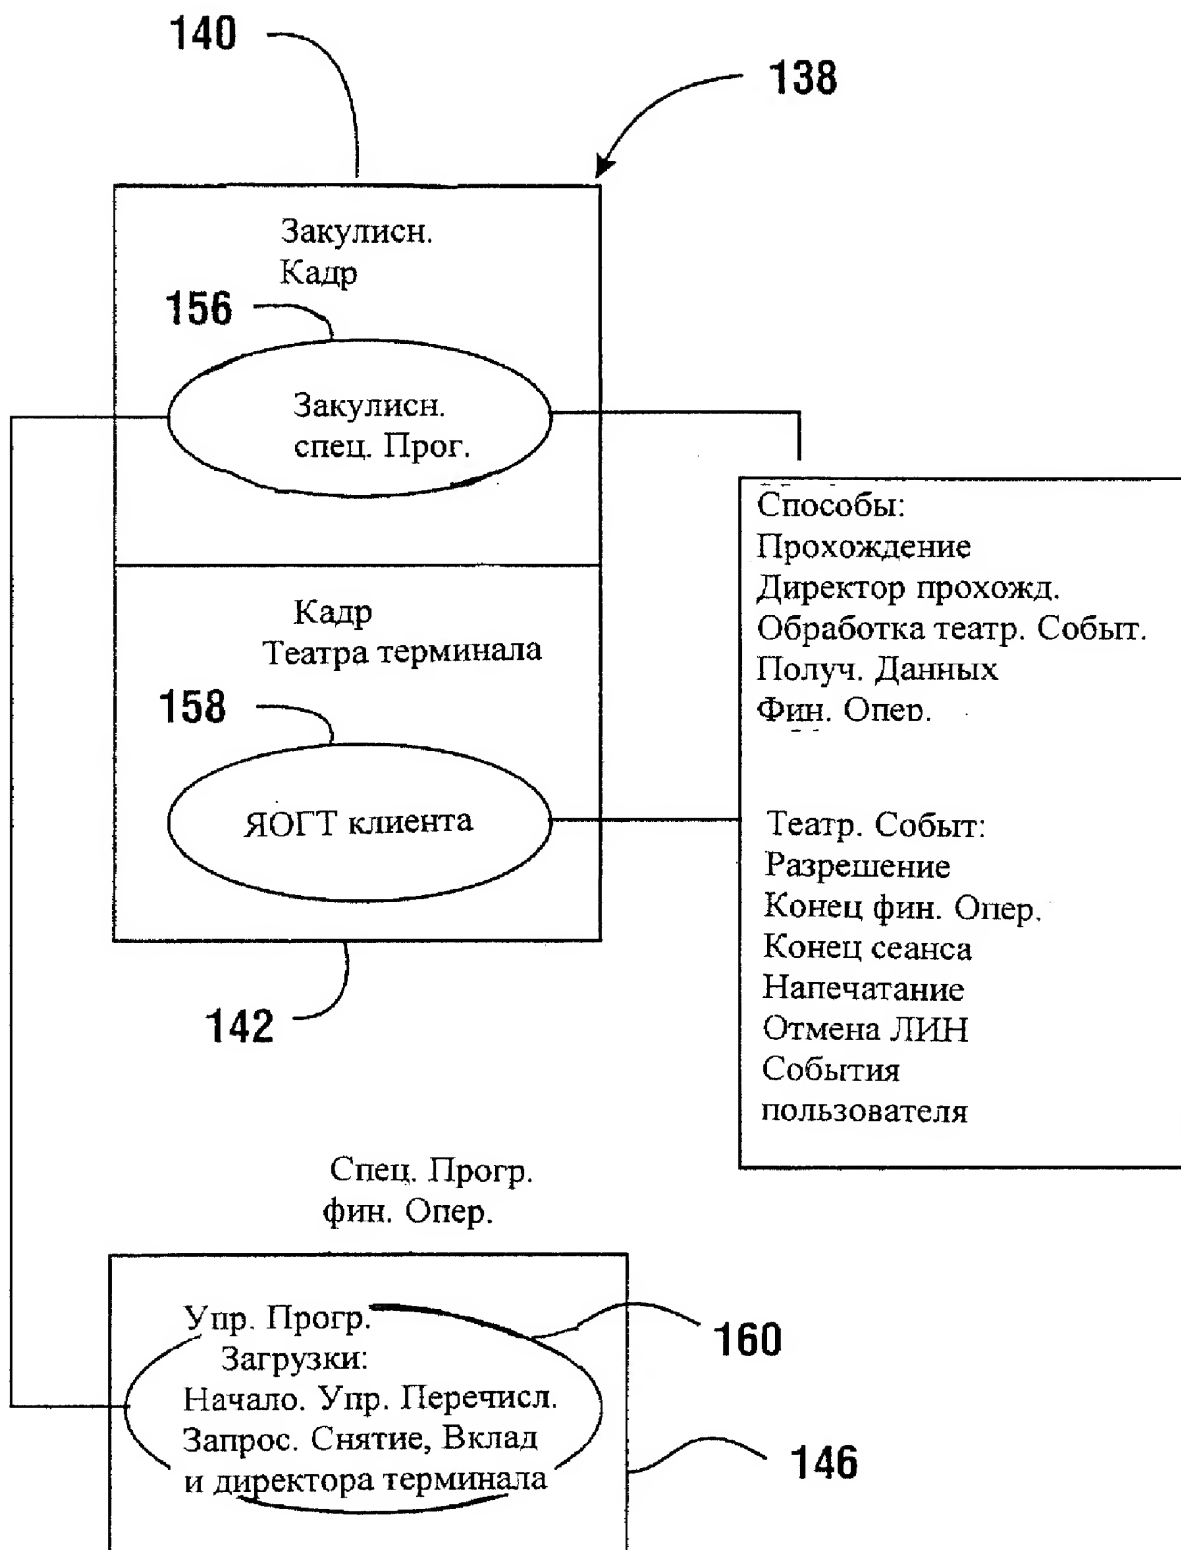 140
138
Закулисн.
Кадр
156
Закулисн.
спец. Прог.
Способы:
Прохождение
Директор прохожд.
Обработка театр. Событ.
Получ. Данных
Фин. Опер.
Кадр
Театра терминала
158
ЯОГТ клиента
Театр. Событ:
Разрешение
Конец фин. Опер.
Конец сеанса
Напечатание
Отмена ЛИН
События
пользователя
142
Спец. Прогр.
фин. Опер.
Упр. Прогр.
Загрузки:
Начало. Упр. Перечисл.
Запрос. Снятие, Вклад
и директора терминала
160
146